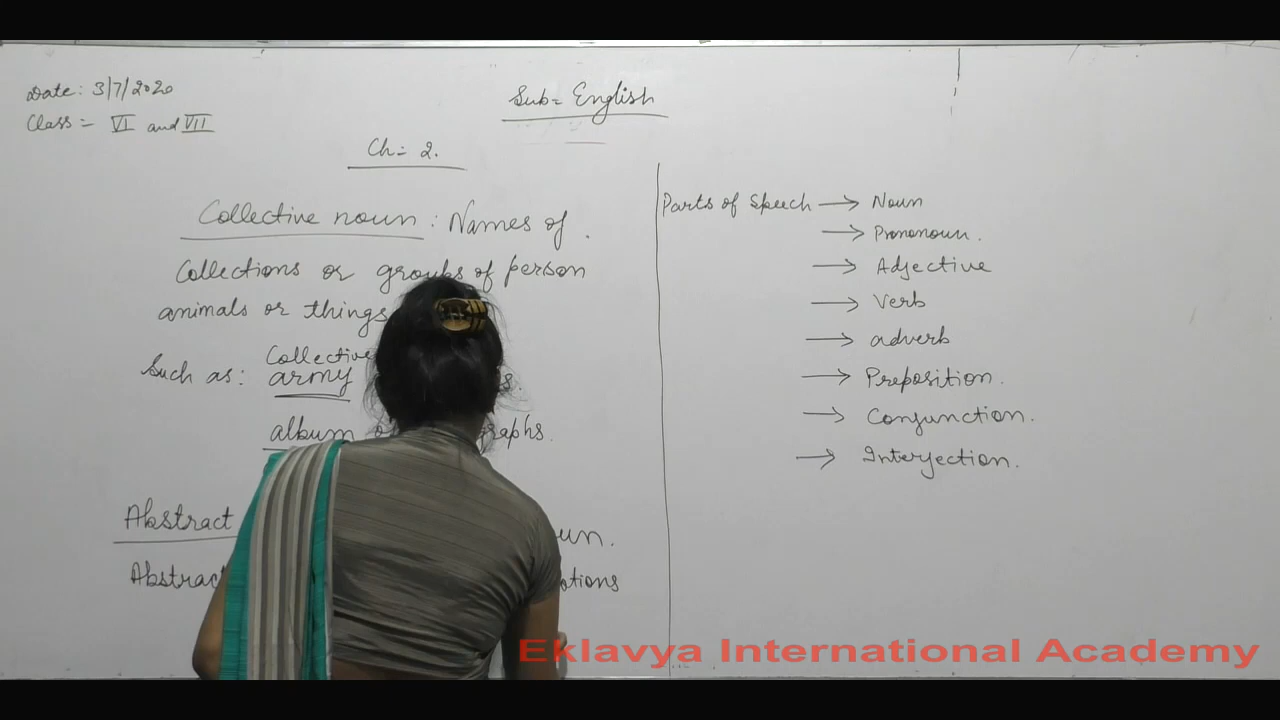 Date: 3/7/2020
Class = VI and VII
Sub = English
Ch = 2.
Collective noun : Names of
Collections or groups of person
animals or things
Such as: Collective
army
album
Abstract
Abstract
Parts of Speech → Noun
→ Prononoun.
→ Adjective
→ Verb
→ adverb
→ Preposition.
→ Conjunction.
→ Interjection.
Eklavya International Academy